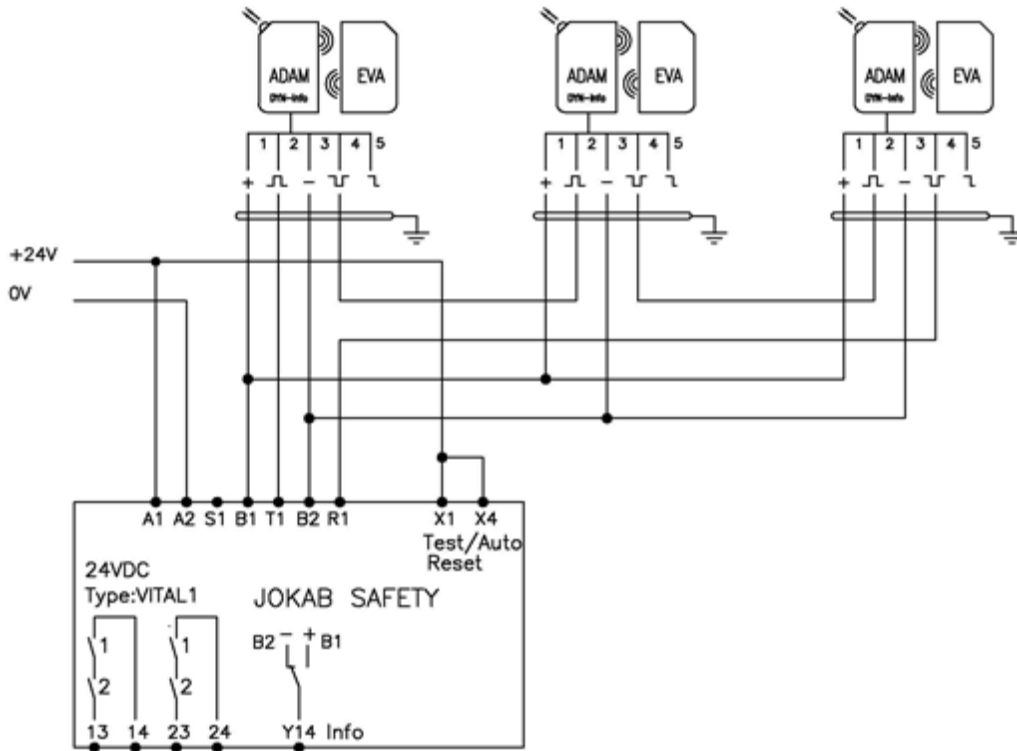 ADAM EVA ADAM EVA ADAM EVA
DYN-Info DYN-Info DYN-Info
1 2 3 4 5 1 2 3 4 5 1 2 3 4 5
+ - + - + -
+24V
0V
A1 A2 S1 B1 T1 B2 R1 X1 X4
Test/Auto
Reset
24VDC
Type:VITAL1 JOKAB SAFETY
1 1 B2 - + B1
2 2
13 14 23 24 Y14 Info